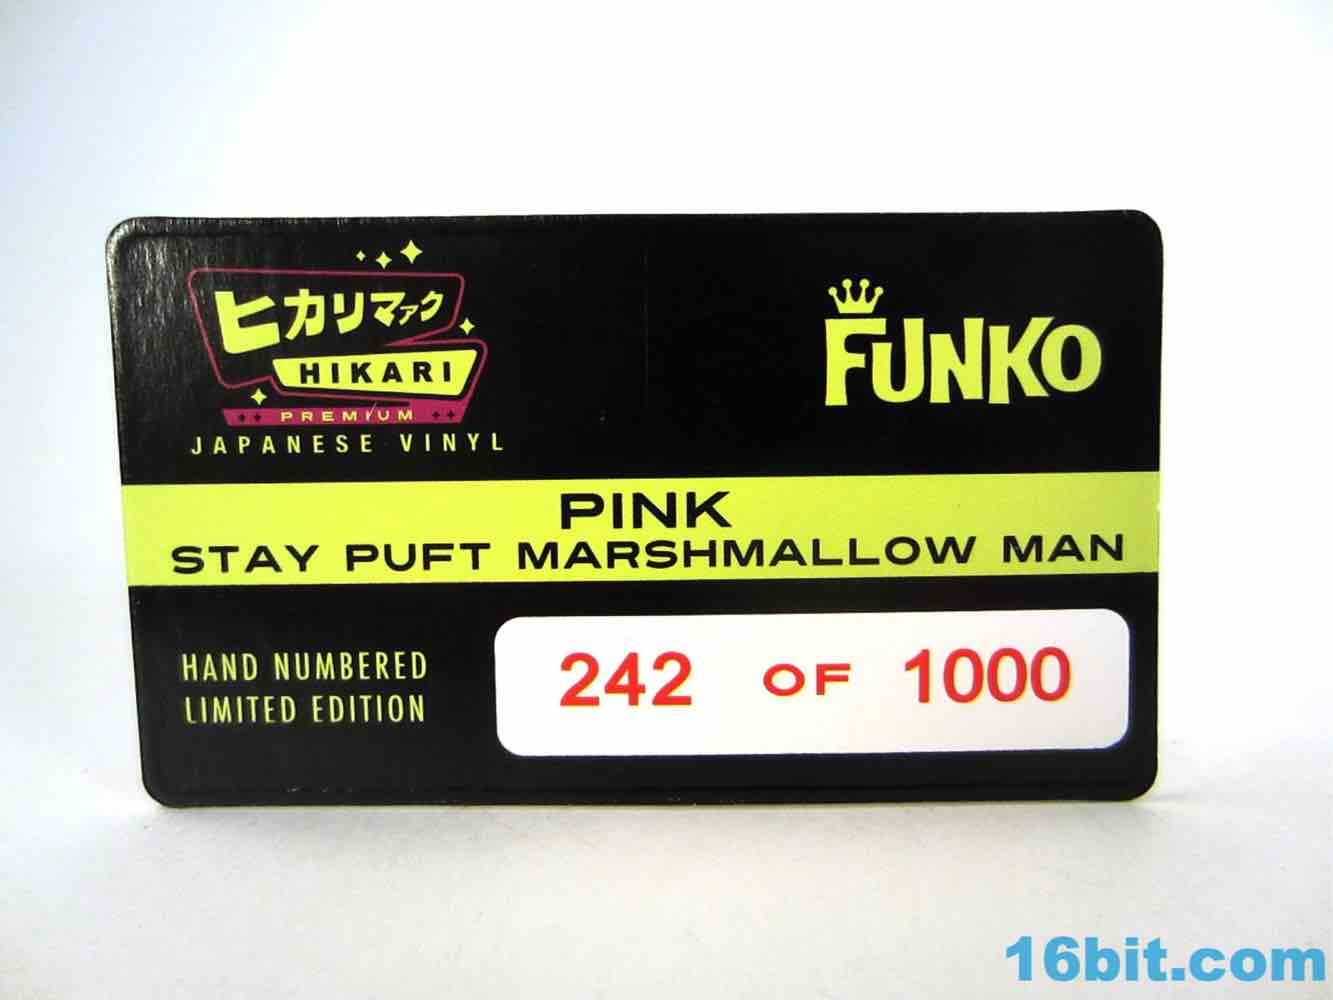 ヒカリマァク
HIKARI
PREMIUM
JAPANESE VINYL
FUNKO
PINK
STAY PUFT MARSHMALLOW MAN
HAND NUMBERED
LIMITED EDITION
242 OF 1000
16bit.com